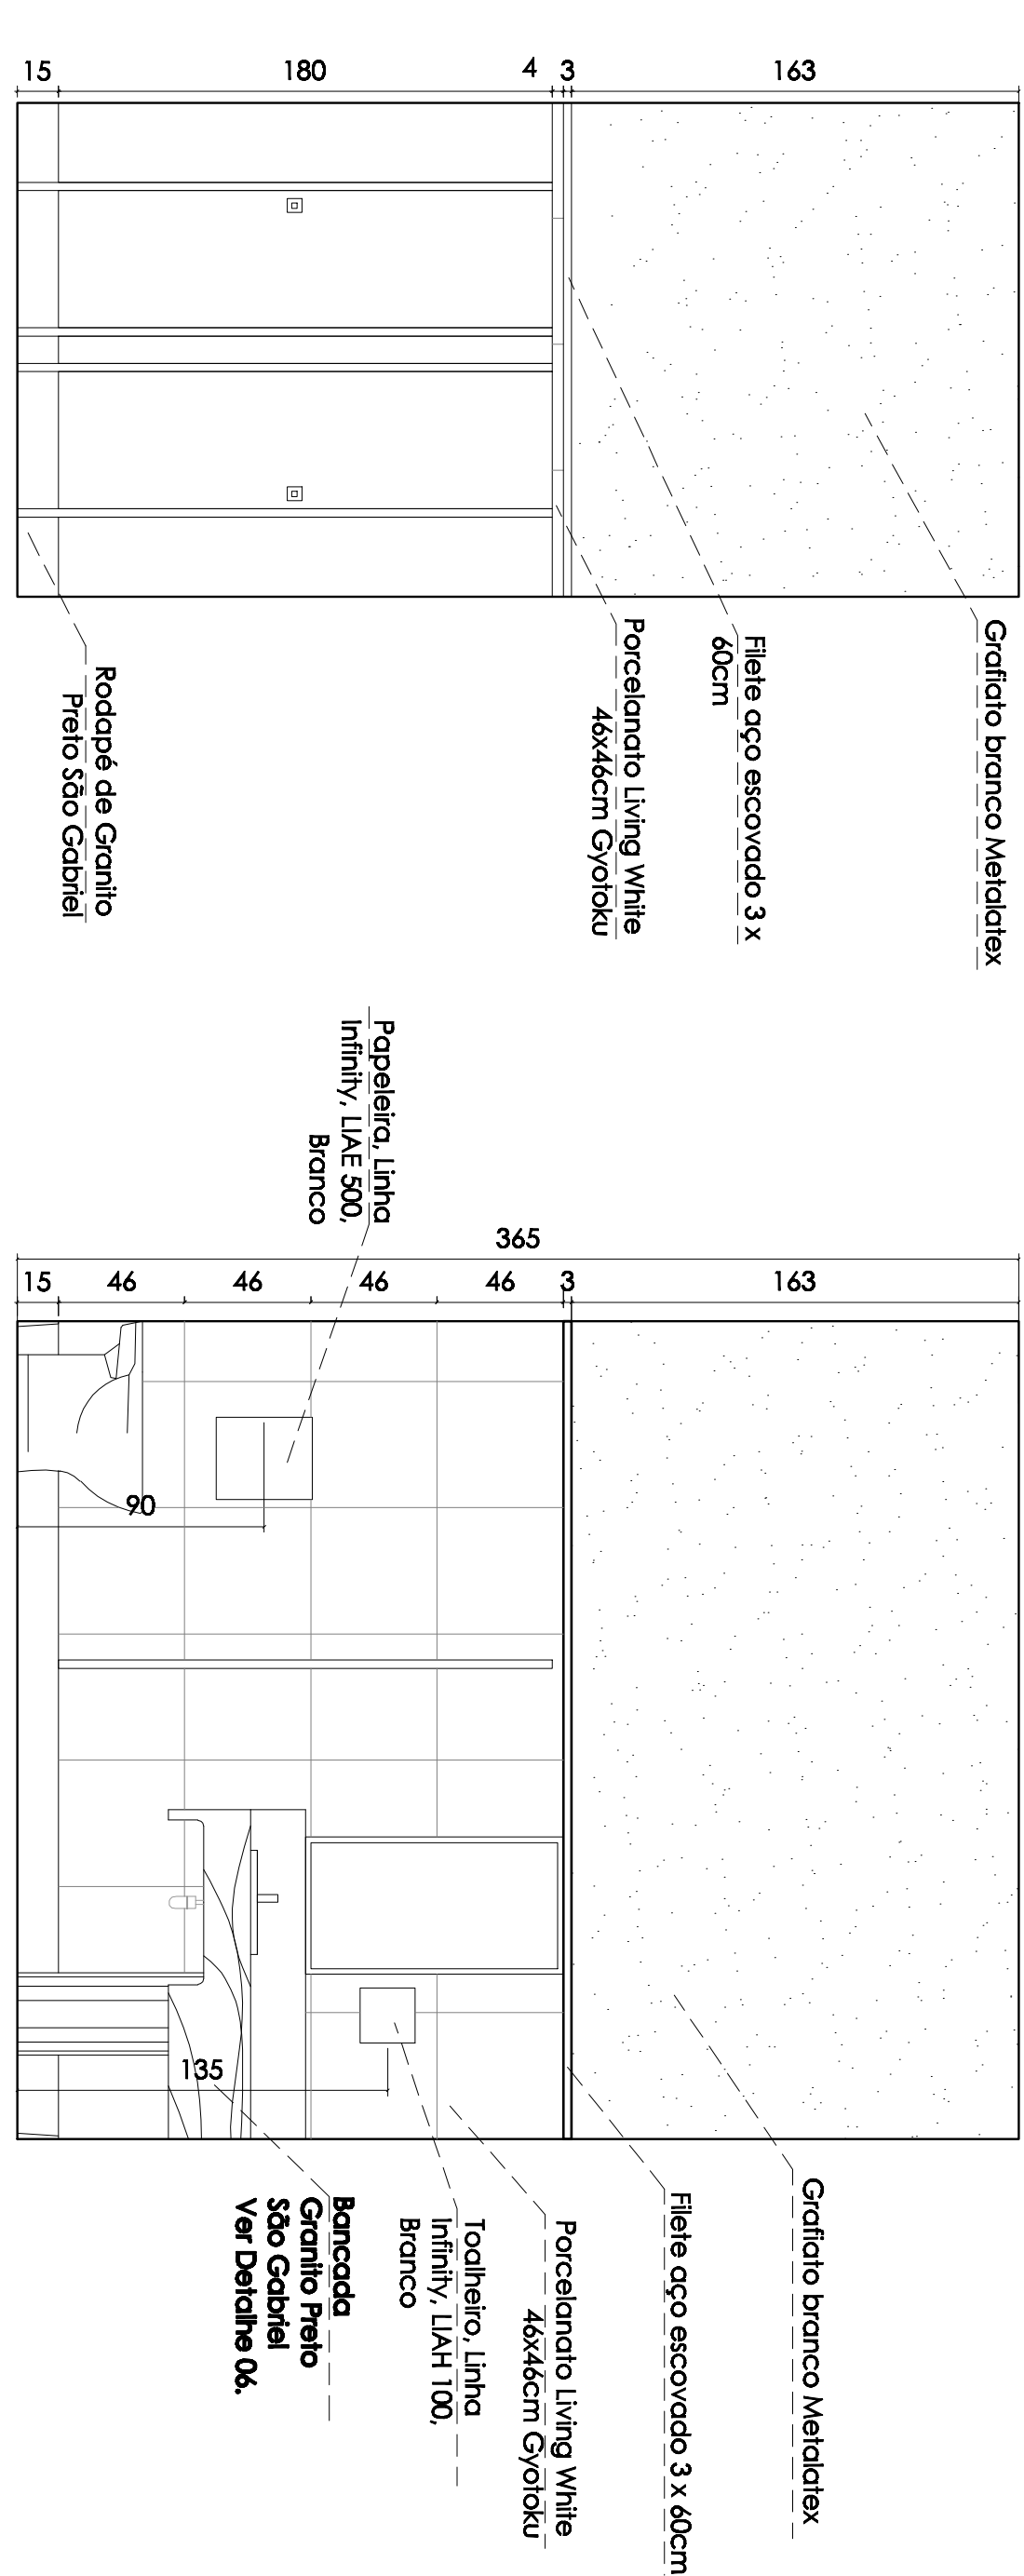 15
180
4
3
163
Grafiato branco Metalatex
Filete aço escovado 3 x
60cm
Porcelanato Living White
46x46cm Gyotoku
Rodapé de Granito
Preto São Gabriel
Papeleira, Linha
Infinity, LIAE 500,
Branco
365
15
46
46
46
46
3
163
90
135
Grafiato branco Metalatex
Filete aço escovado 3 x 60cm
Porcelanato Living White
46x46cm Gyotoku
Toalheiro, Linha
Infinity, LIAH 100,
Branco
Bancada
Granito Preto
São Gabriel
Ver Detalhe 06.